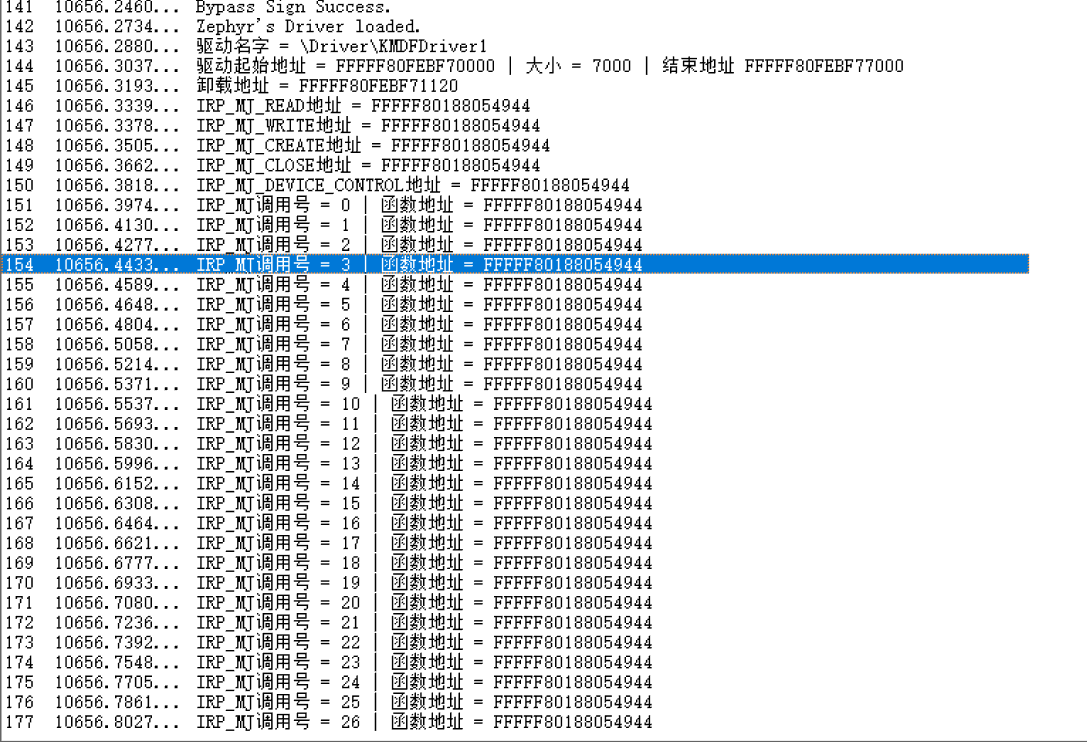 141 10656.2460... Bypass Sign Success.
142 10656.2734... Zephyr's Driver loaded.
143 10656.2880... 驱动名字 = \Driver\KMDFDriver1
144 10656.3037... 驱动起始地址 = FFFFF80FEBF70000 | 大小 = 7000 | 结束地址 FFFFF80FEBF77000
145 10656.3193... 卸载地址 = FFFFF80FEBF71120
146 10656.3339... IRP_MJ_READ地址 = FFFFF80188054944
147 10656.3378... IRP_MJ_WRITE地址 = FFFFF80188054944
148 10656.3505... IRP_MJ_CREATE地址 = FFFFF80188054944
149 10656.3662... IRP_MJ_CLOSE地址 = FFFFF80188054944
150 10656.3818... IRP_MJ_DEVICE_CONTROL地址 = FFFFF80188054944
151 10656.3974... IRP_MJ调用号 = 0 | 函数地址 = FFFFF80188054944
152 10656.4130... IRP_MJ调用号 = 1 | 函数地址 = FFFFF80188054944
153 10656.4277... IRP_MJ调用号 = 2 | 函数地址 = FFFFF80188054944
154 10656.4433... IRP_MJ调用号 = 3 | 函数地址 = FFFFF80188054944
155 10656.4589... IRP_MJ调用号 = 4 | 函数地址 = FFFFF80188054944
156 10656.4648... IRP_MJ调用号 = 5 | 函数地址 = FFFFF80188054944
157 10656.4804... IRP_MJ调用号 = 6 | 函数地址 = FFFFF80188054944
158 10656.5058... IRP_MJ调用号 = 7 | 函数地址 = FFFFF80188054944
159 10656.5214... IRP_MJ调用号 = 8 | 函数地址 = FFFFF80188054944
160 10656.5371... IRP_MJ调用号 = 9 | 函数地址 = FFFFF80188054944
161 10656.5537... IRP_MJ调用号 = 10 | 函数地址 = FFFFF80188054944
162 10656.5693... IRP_MJ调用号 = 11 | 函数地址 = FFFFF80188054944
163 10656.5830... IRP_MJ调用号 = 12 | 函数地址 = FFFFF80188054944
164 10656.5996... IRP_MJ调用号 = 13 | 函数地址 = FFFFF80188054944
165 10656.6152... IRP_MJ调用号 = 14 | 函数地址 = FFFFF80188054944
166 10656.6308... IRP_MJ调用号 = 15 | 函数地址 = FFFFF80188054944
167 10656.6464... IRP_MJ调用号 = 16 | 函数地址 = FFFFF80188054944
168 10656.6621... IRP_MJ调用号 = 17 | 函数地址 = FFFFF80188054944
169 10656.6777... IRP_MJ调用号 = 18 | 函数地址 = FFFFF80188054944
170 10656.6933... IRP_MJ调用号 = 19 | 函数地址 = FFFFF80188054944
171 10656.7080... IRP_MJ调用号 = 20 | 函数地址 = FFFFF80188054944
172 10656.7236... IRP_MJ调用号 = 21 | 函数地址 = FFFFF80188054944
173 10656.7392... IRP_MJ调用号 = 22 | 函数地址 = FFFFF80188054944
174 10656.7548... IRP_MJ调用号 = 23 | 函数地址 = FFFFF80188054944
175 10656.7705... IRP_MJ调用号 = 24 | 函数地址 = FFFFF80188054944
176 10656.7861... IRP_MJ调用号 = 25 | 函数地址 = FFFFF80188054944
177 10656.8027... IRP_MJ调用号 = 26 | 函数地址 = FFFFF80188054944